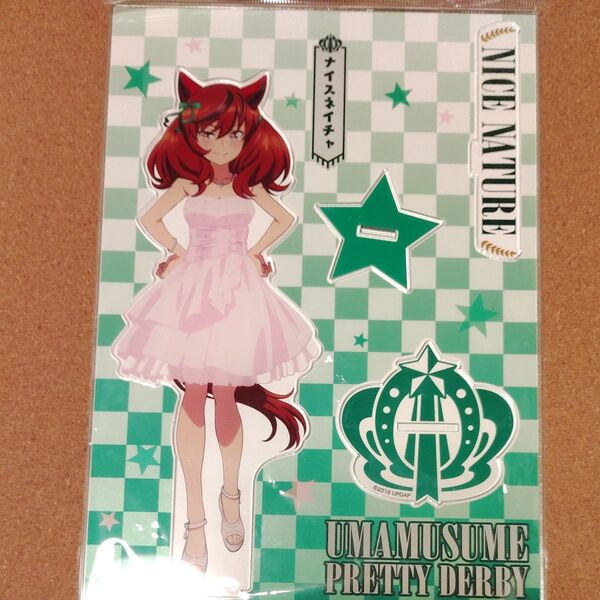 ナイスネイチャ
NICE NATURE
©2018 UPDAP
UMAMUSUME
PRETTY DERBY